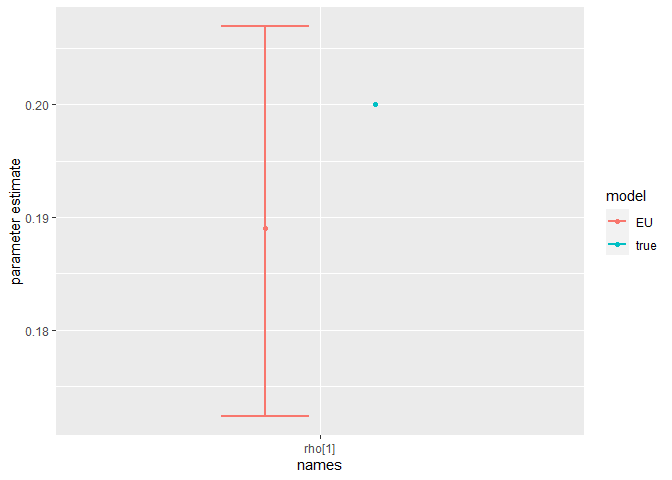 0.20
0.19
0.18
parameter estimate
rho[1]
names
model
EU
true